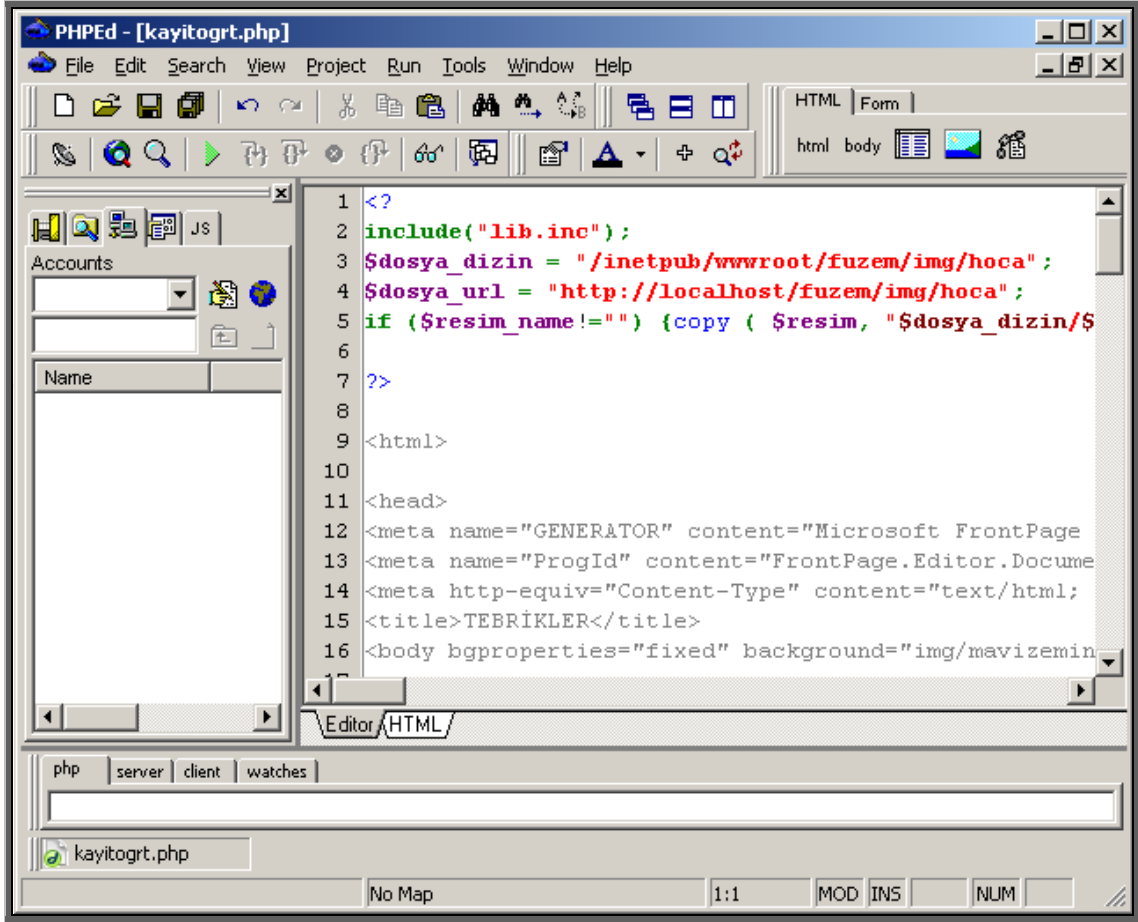 PHPEd - [kayitogrt.php]
File Edit Search View Project Run Tools Window Help
HTML Form
html body
JS
Accounts
Name
1 <?
2 include("lib.inc");
3 $dosya_dizin = "/inetpub/wwwroot/fuzem/img/hoca";
4 $dosya_url = "http://localhost/fuzem/img/hoca";
5 if ($resim_name!="") {copy ( $resim, "$dosya_dizin/$
6
7 ?>
8
9 <html>
10
11 <head>
12 <meta name="GENERATOR" content="Microsoft FrontPage
13 <meta name="ProgId" content="FrontPage.Editor.Docume
14 <meta http-equiv="Content-Type" content="text/html;
15 <title>TEBRİKLER</title>
16 <body bgproperties="fixed" background="img/mavizemin
Editor HTML
php server client watches
kayitogrt.php
No Map 1:1 MOD INS NUM